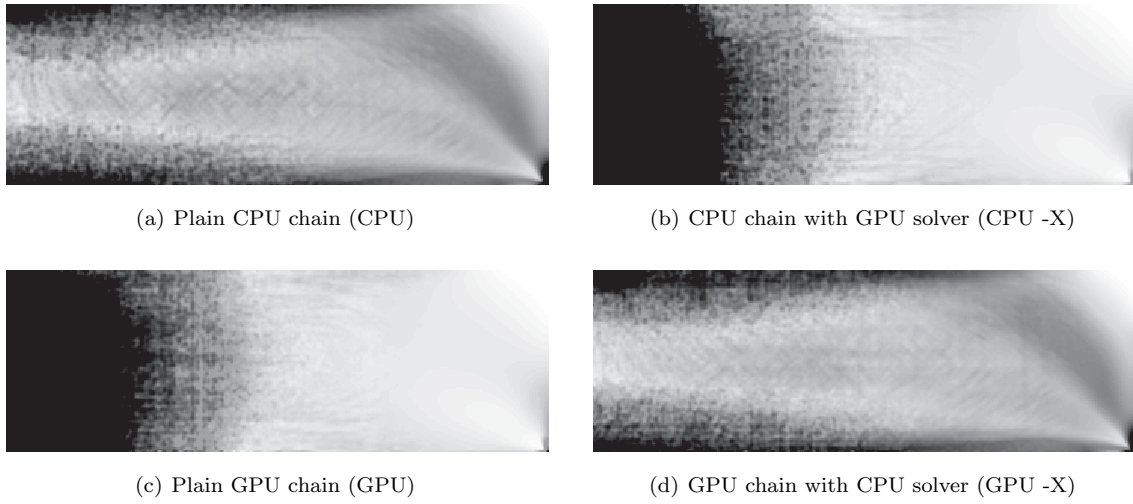 (a) Plain CPU chain (CPU)
(b) CPU chain with GPU solver (CPU -X)
(c) Plain GPU chain (GPU)
(d) GPU chain with CPU solver (GPU -X)